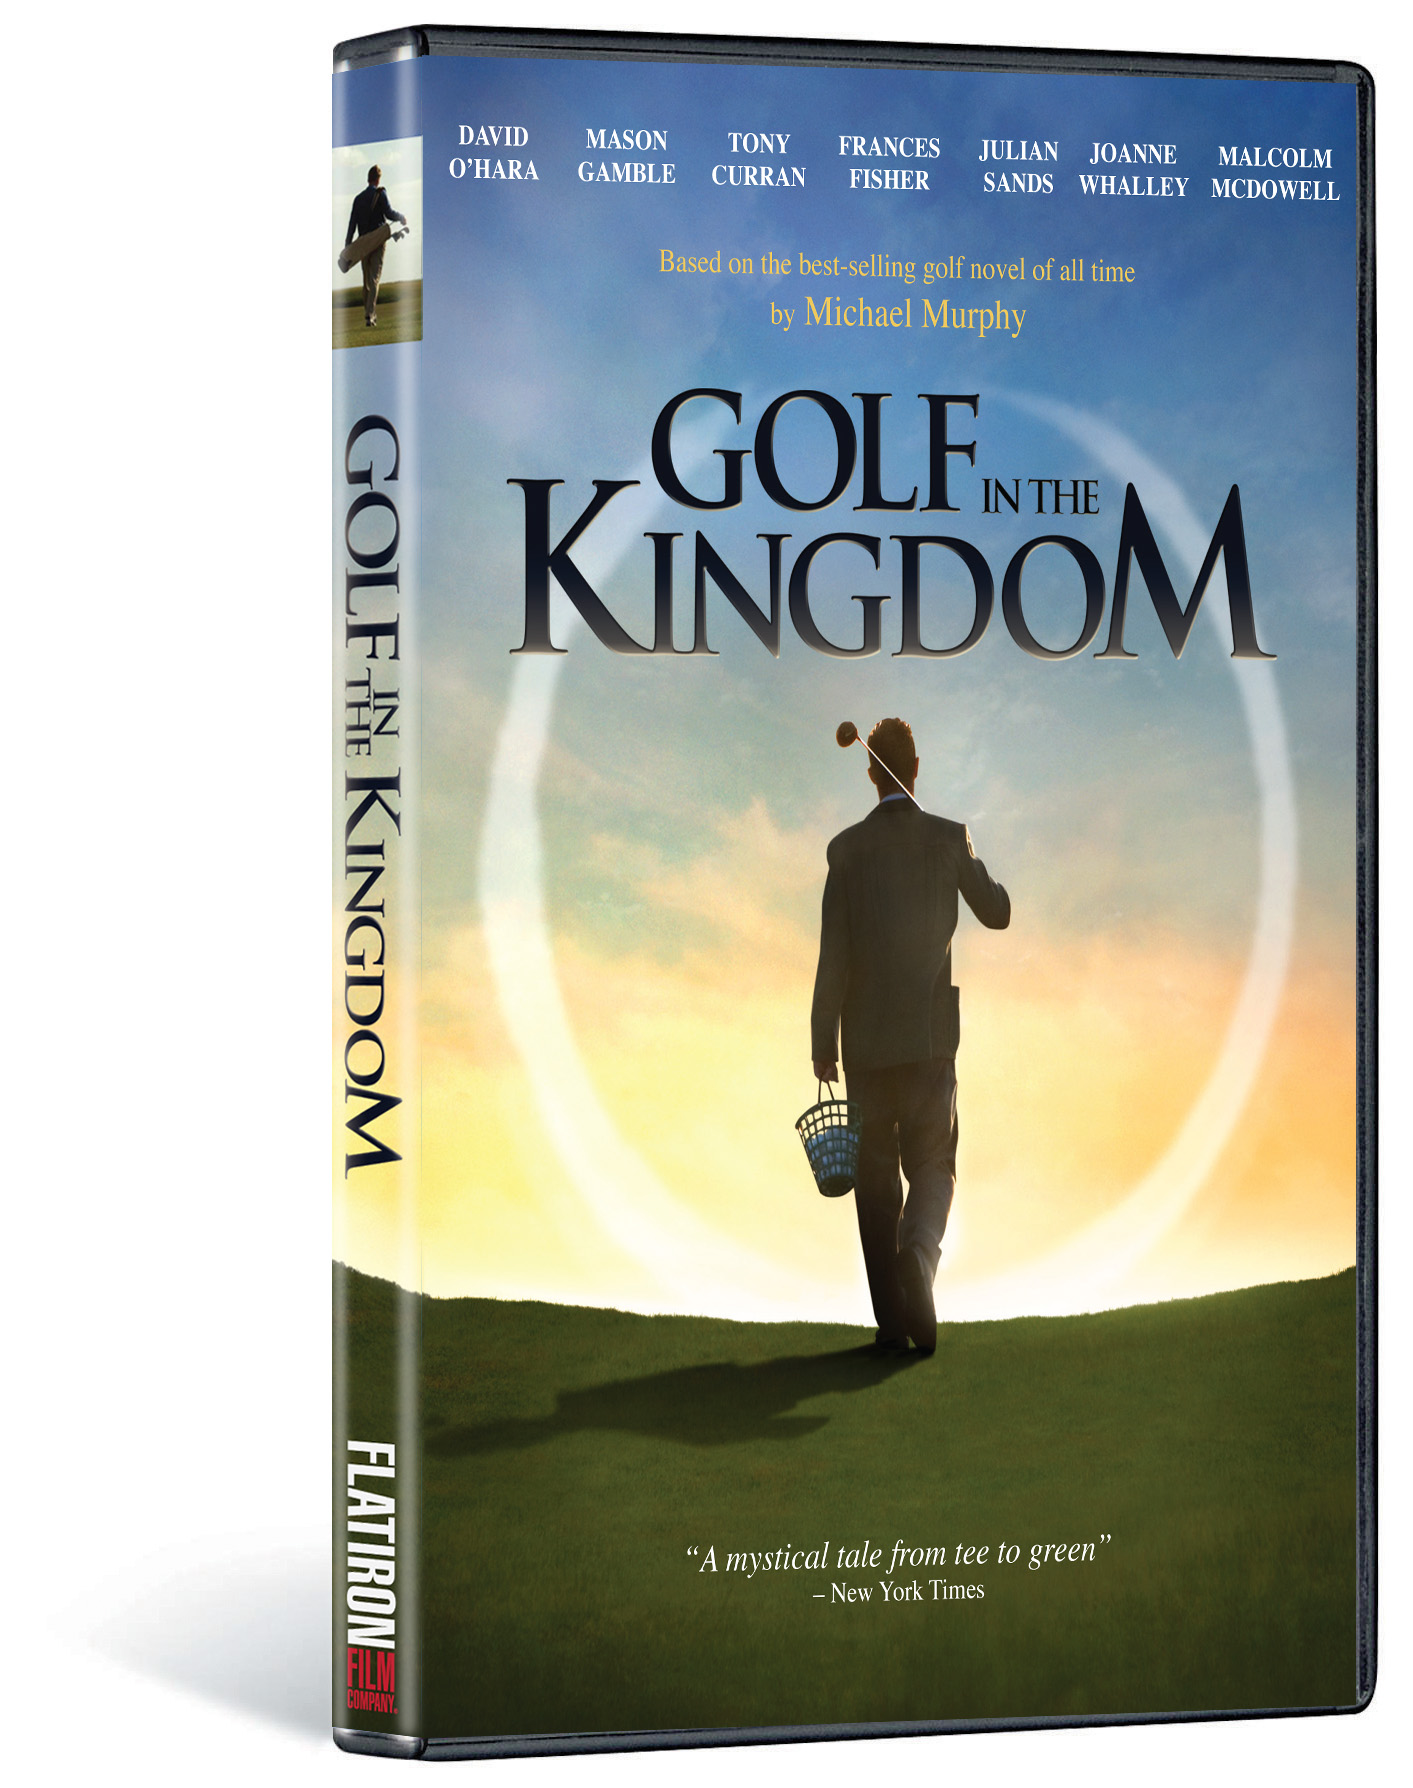 DAVID
O'HARA
MASON
GAMBLE
TONY
CURRAN
FRANCES
FISHER
JULIAN
SANDS
JOANNE
WHALLEY
MALCOLM
MCDOWELL
Based on the best-selling golf novel of all time
by Michael Murphy
GOLF IN THE
KINGDOM
“A mystical tale from tee to green”
– New York Times
GOLF IN THE KINGDOM
FLATIRON
FILM
COMPANY.